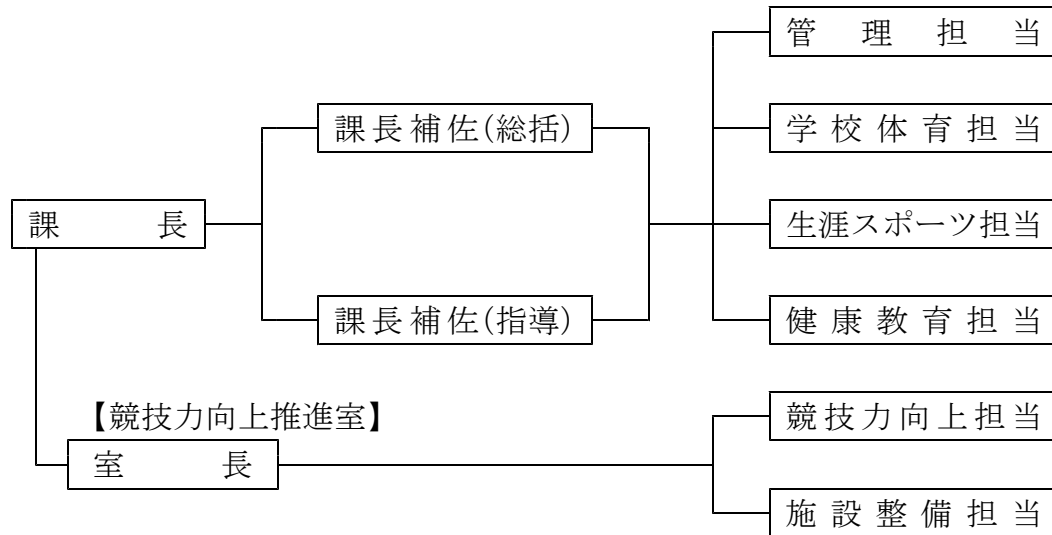 管理担当
課長補佐(総括)
学校体育担当
課長
生涯スポーツ担当
課長補佐(指導)
健康教育担当
【競技力向上推進室】
競技力向上担当
室長
施設整備担当